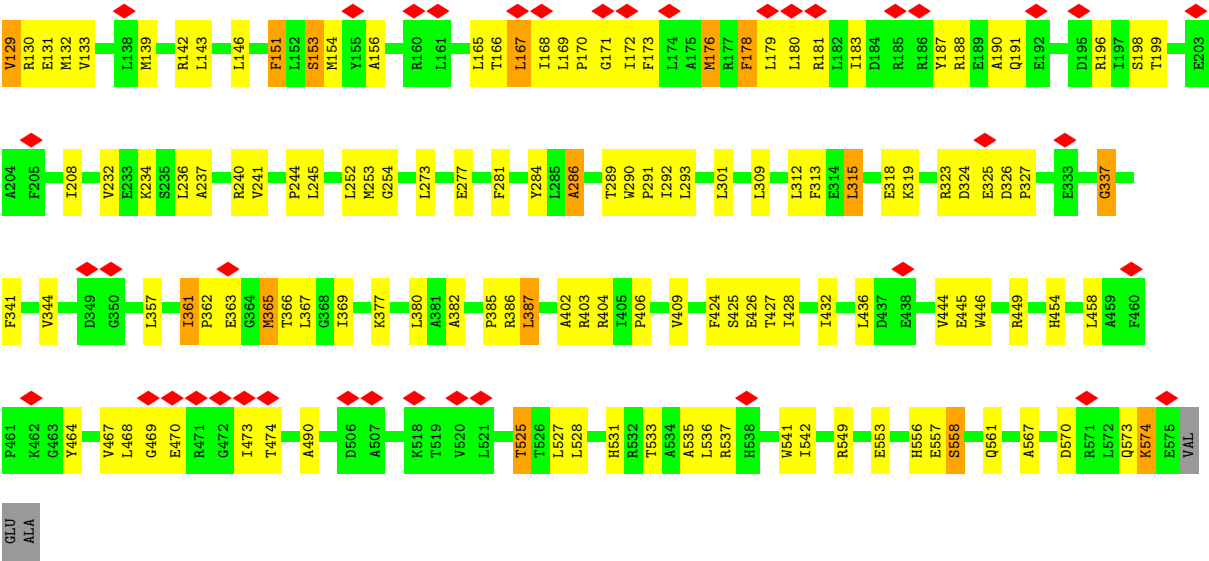 V129 R130 E131 M132 V133 L138 M139 R142 L143 L146 F151 L152 S153 M154 Y155 A156 R160 L161 L165 T166 L167 I168 L169 P170 G171 I172 F173 L174 A175 M176 R177 F178 L179 L180 R181 L182 I183 D184 R185 R186 Y187 R188 E189 A190 Q191 E192 D195 R196 I197 S198 T199 E203
A204 F205 I208 V232 E233 K234 S235 L236 A237 R240 V241 P244 L245 L252 M253 G254 L273 E277 F281 Y284 L285 A286 T289 W290 P291 I292 L293 L301 L309 L312 F313 E314 L315 E318 K319 R323 D324 E325 D326 P327 E333 G337
F341 V344 D349 G350 L357 I361 P362 E363 G364 M365 T366 L367 G368 I369 K377 L380 A381 A382 P385 R386 L387 A402 R403 R404 I405 P406 V409 F424 S425 E426 T427 I428 I432 L436 D437 E438 V444 E445 W446 R449 H454 L458 A459 F460
P461 K462 G463 Y464 V467 L468 G469 E470 R471 G472 I473 T474 A490 D506 A507 K518 T519 V520 L521 T525 T526 L527 L528 H531 R532 T533 A534 A535 L536 R537 H538 W541 I542 R549 E553 H556 E557 S558 Q561 A567 D570 R571 L572 Q573 K574 E575 VAL
GLU ALA